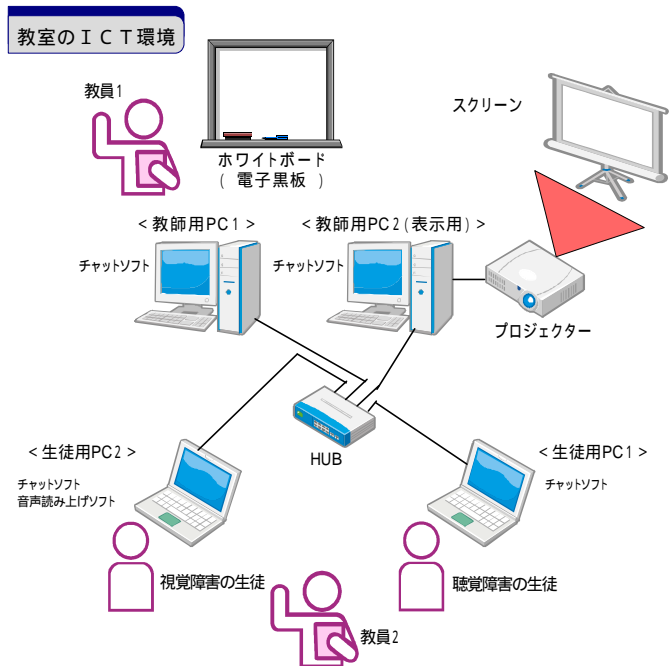 教室のＩＣＴ環境
教員1
スクリーン
ホワイトボード
( 電子黒板 )
<教師用PC1>
<教師用PC2(表示用)>
チャットソフト
チャットソフト
プロジェクター
HUB
<生徒用PC2>
<生徒用PC1>
チャットソフト
音声読み上げソフト
チャットソフト
視覚障害の生徒
聴覚障害の生徒
教員2